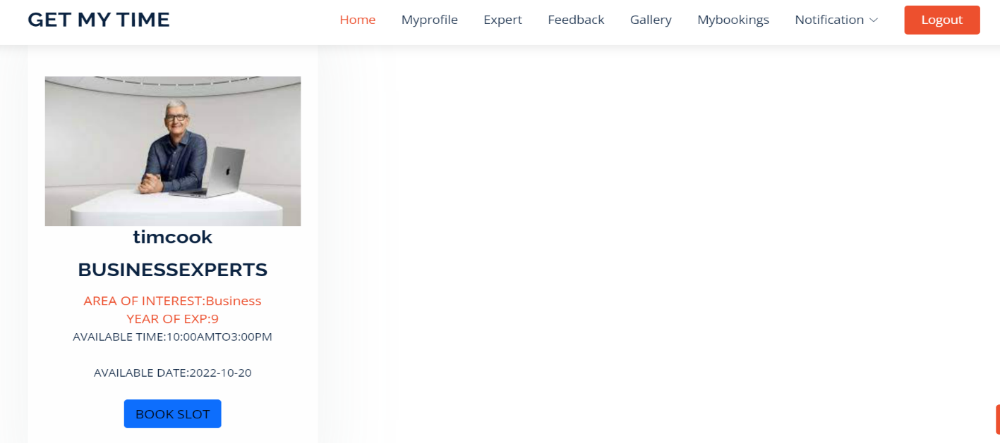 GET MY TIME
Home
Myprofile
Expert
Feedback
Gallery
Mybookings
Notification
Logout
timcook
BUSINESSEXPERTS
AREA OF INTEREST:Business
YEAR OF EXP:9
AVAILABLE TIME:10:00AMTO3:00PM
AVAILABLE DATE:2022-10-20
BOOK SLOT